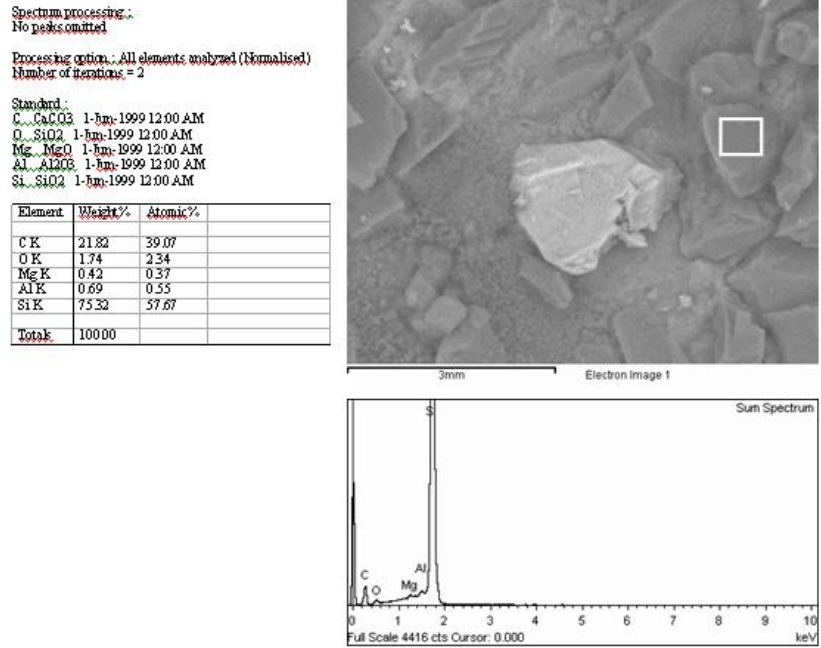 Spectrum processing :
No peaks omitted
Processing option : All elements analyzed (Normalised)
Number of iterations = 2
Standard :
C CaCO3 1-Jun-1999 12:00 AM
O SiO2 1-Jun-1999 12:00 AM
Mg MgO 1-Jun-1999 12:00 AM
Al Al2O3 1-Jun-1999 12:00 AM
Si SiO2 1-Jun-1999 12:00 AM
Element Weight% Atomic%
C K 21.82 39.07
O K 1.74 2.34
Mg K 0.42 0.37
Al K 0.69 0.55
Si K 75.32 57.67
Totals 100.00
3mm Electron Image 1
Sum Spectrum
S
C O Mg Al
0 1 2 3 4 5 6 7 8 9 10
Full Scale 4416 cts Cursor: 0.000 keV